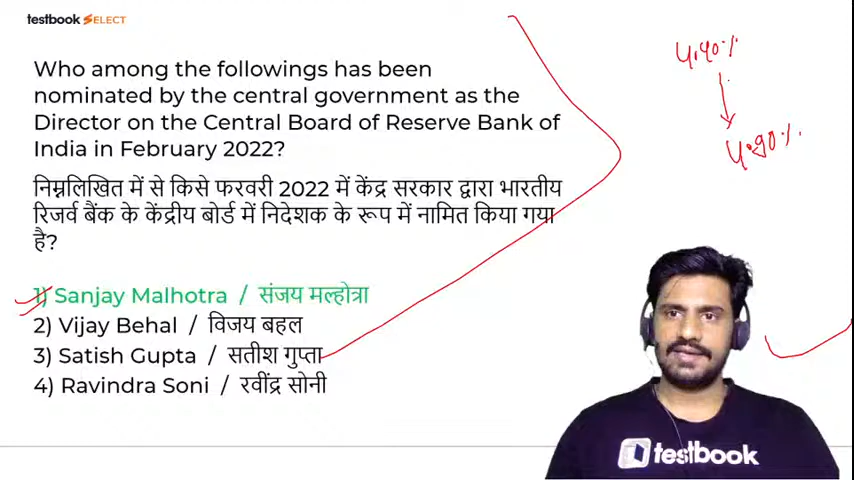 testbook SELECT
Who among the followings has been
nominated by the central government as the
Director on the Central Board of Reserve Bank of
India in February 2022?
निम्नलिखित में से किसे फरवरी 2022 में केंद्र सरकार द्वारा भारतीय
रिजर्व बैंक के केंद्रीय बोर्ड में निदेशक के रूप में नामित किया गया
है?
1) Sanjay Malhotra / संजय मल्होत्रा
2) Vijay Behal / विजय बहल
3) Satish Gupta / सतीश गुप्ता
4) Ravindra Soni / रवींद्र सोनी
4.40%
4.90%
testbook